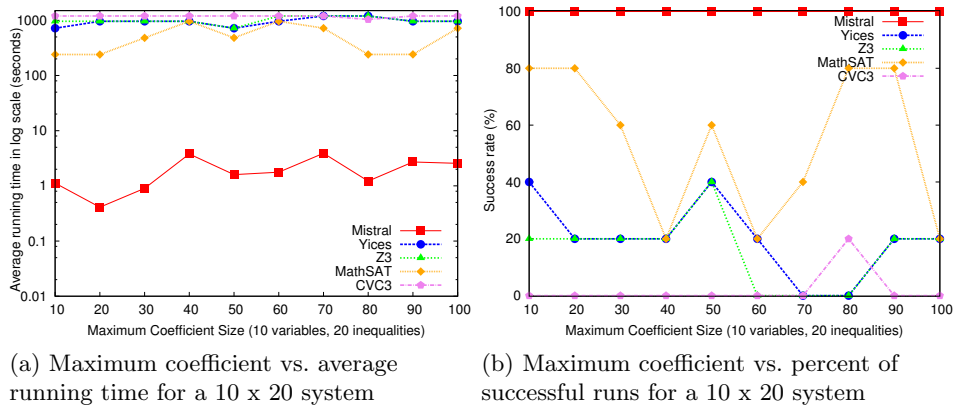 Average running time in log scale (seconds)
1000
100
10
1
0.1
0.01
Mistral
Yices
Z3
MathSAT
CVC3
10 20 30 40 50 60 70 80 90 100
Maximum Coefficient Size (10 variables, 20 inequalities)
(a) Maximum coefficient vs. average
running time for a 10 x 20 system
Success rate (%)
100
80
60
40
20
0
Mistral
Yices
Z3
MathSAT
CVC3
10 20 30 40 50 60 70 80 90 100
Maximum Coefficient Size (10 variables, 20 inequalities)
(b) Maximum coefficient vs. percent of
successful runs for a 10 x 20 system